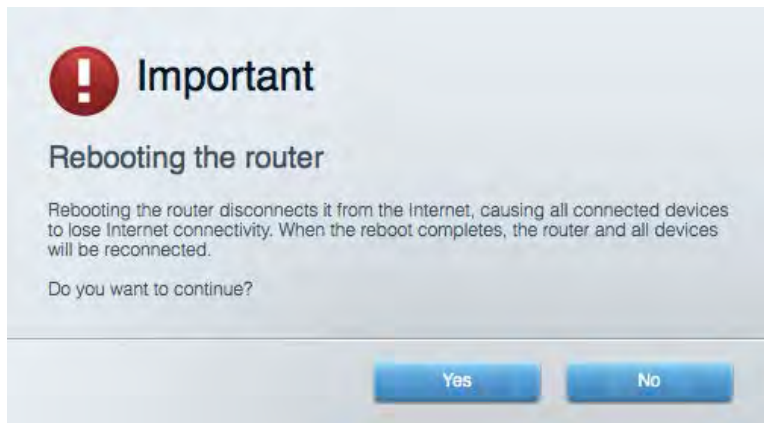 Important
Rebooting the router
Rebooting the router disconnects it from the Internet, causing all connected devices
to lose Internet connectivity. When the reboot completes, the router and all devices
will be reconnected.
Do you want to continue?
Yes
No